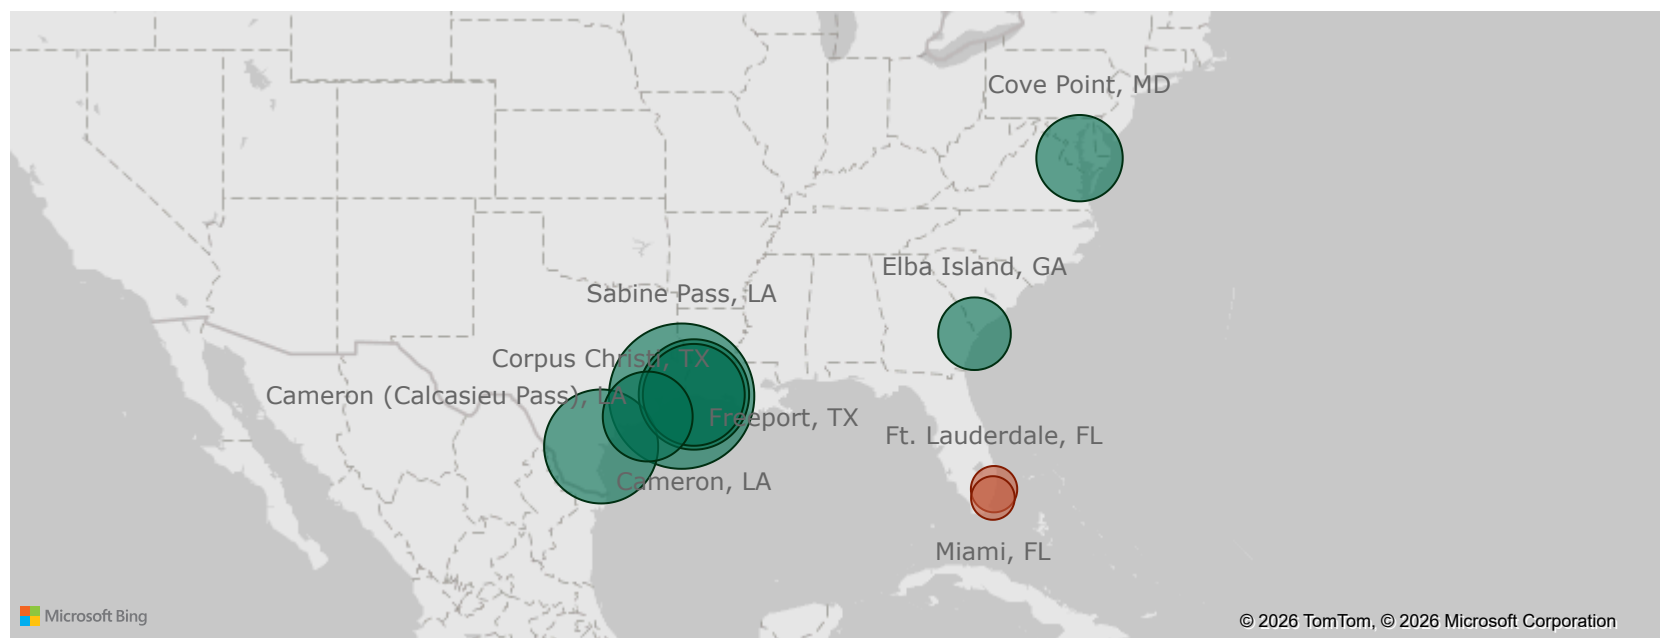 Cove Point, MD
Elba Island, GA
Sabine Pass, LA
Corpus Christi, TX
Cameron (Calcasieu Pass), LA
Freeport, TX
Ft. Lauderdale, FL
Cameron, LA
Miami, FL
Microsoft Bing
© 2026 TomTom, © 2026 Microsoft Corporation